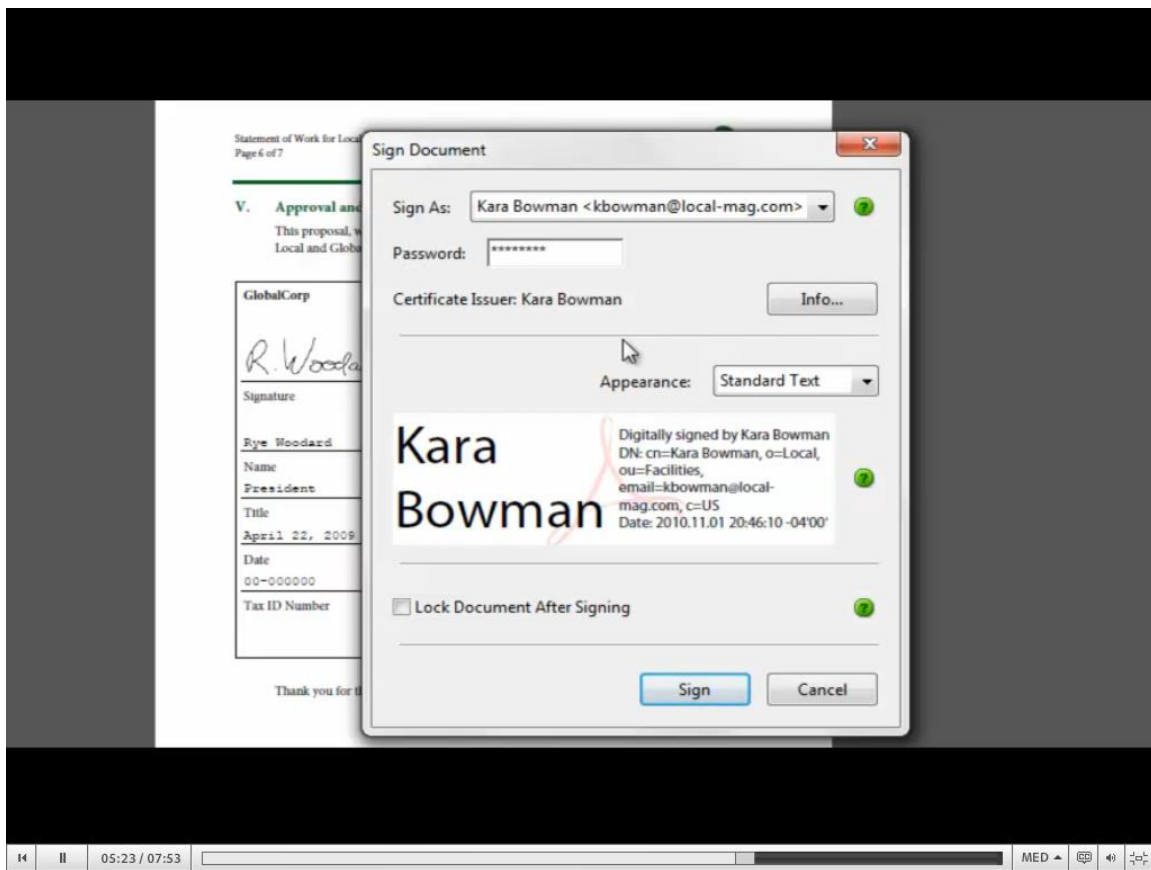 Statement of Work for Local
Page 6 of 7
V. Approval and
This proposal, w
Local and Globa
GlobalCorp
R. Wooda
Signature
Rye Woodard
Name
President
Title
April 22, 2009
Date
00-000000
Tax ID Number
Thank you for t
Sign Document
Sign As: Kara Bowman <kbowman@local-mag.com>
Password: ********
Certificate Issuer: Kara Bowman Info...
Appearance: Standard Text
Kara
Bowman
Digitally signed by Kara Bowman
DN: cn=Kara Bowman, o=Local,
ou=Facilities,
email=kbowman@local-
mag.com, c=US
Date: 2010.11.01 20:46:10 -04'00'
Lock Document After Signing
Sign Cancel
05:23 / 07:53 MED CC